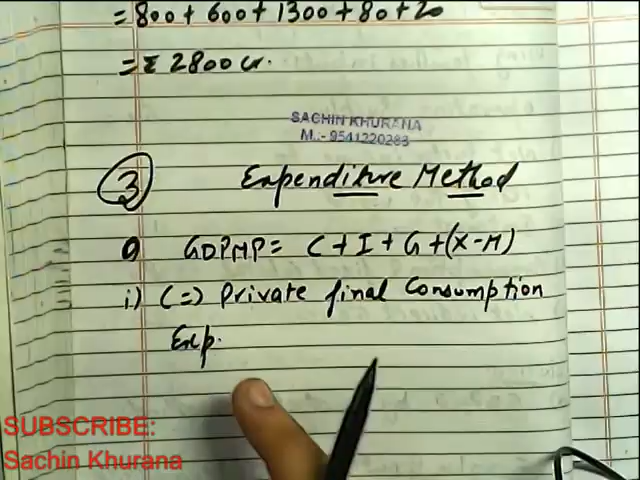 = 800 + 600 + 1300 + 80 + 20
= ₹ 2800 cr.
SACHIN KHURANA
M.:- 9541220283
3 Expenditure Method
GDPMP = C + I + G + (X-M)
i) C => Private final Consumption
Exp.
SUBSCRIBE:
Sachin Khurana